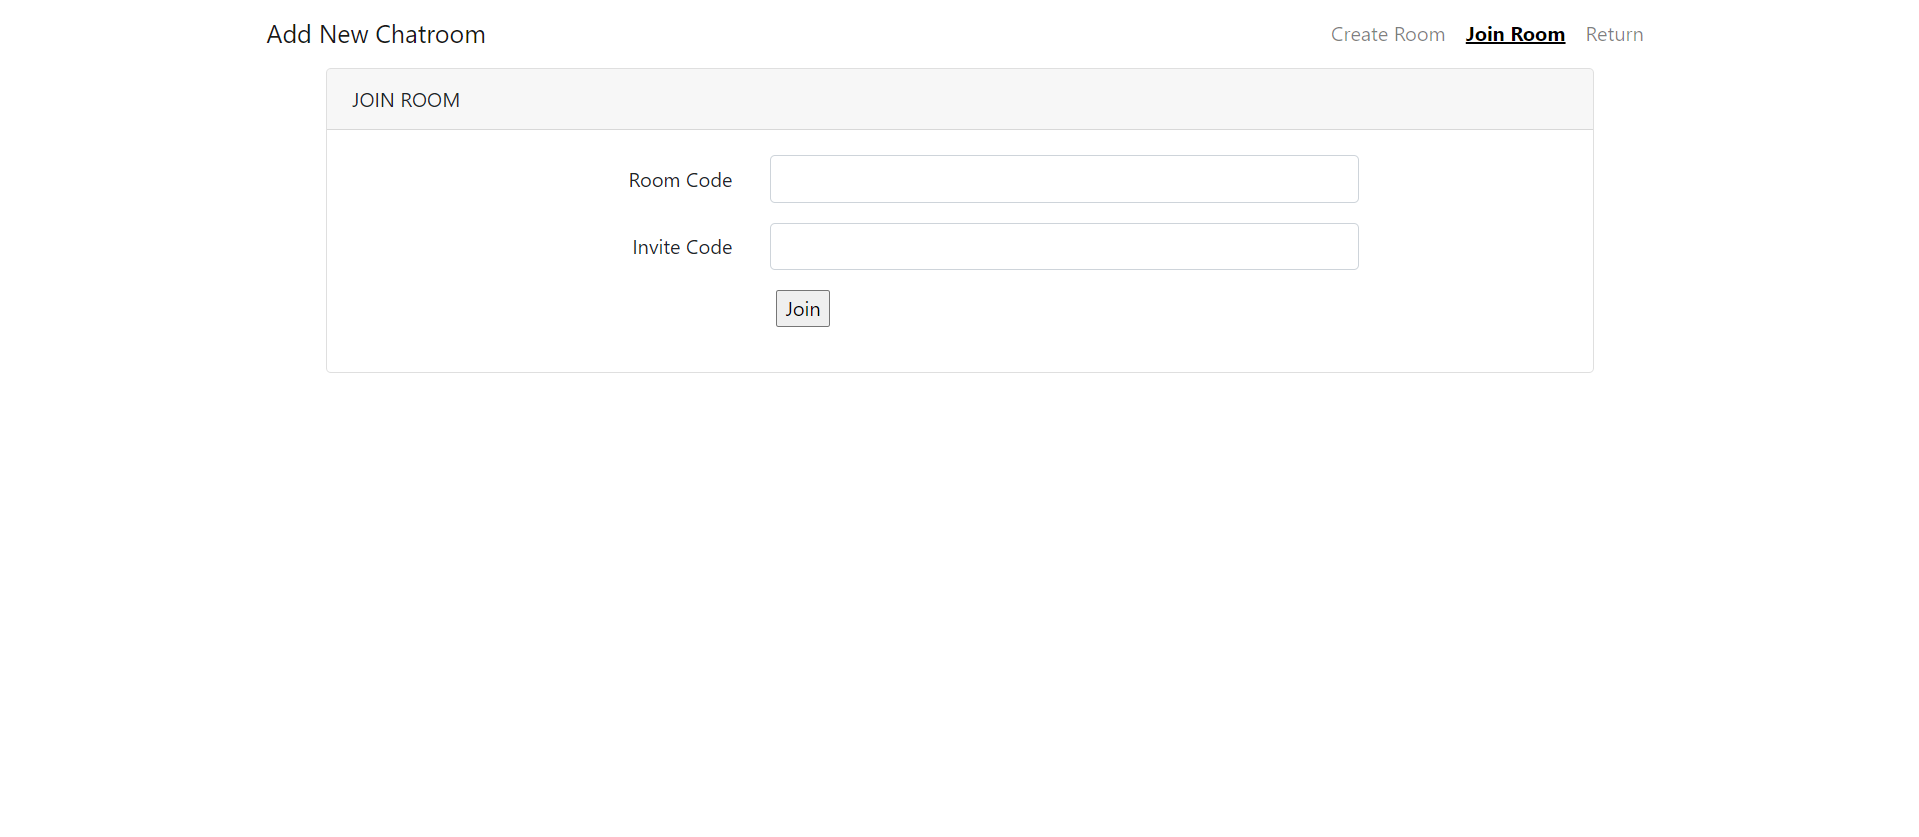 Add New Chatroom Create Room Join Room Return
JOIN ROOM
Room Code
Invite Code
Join